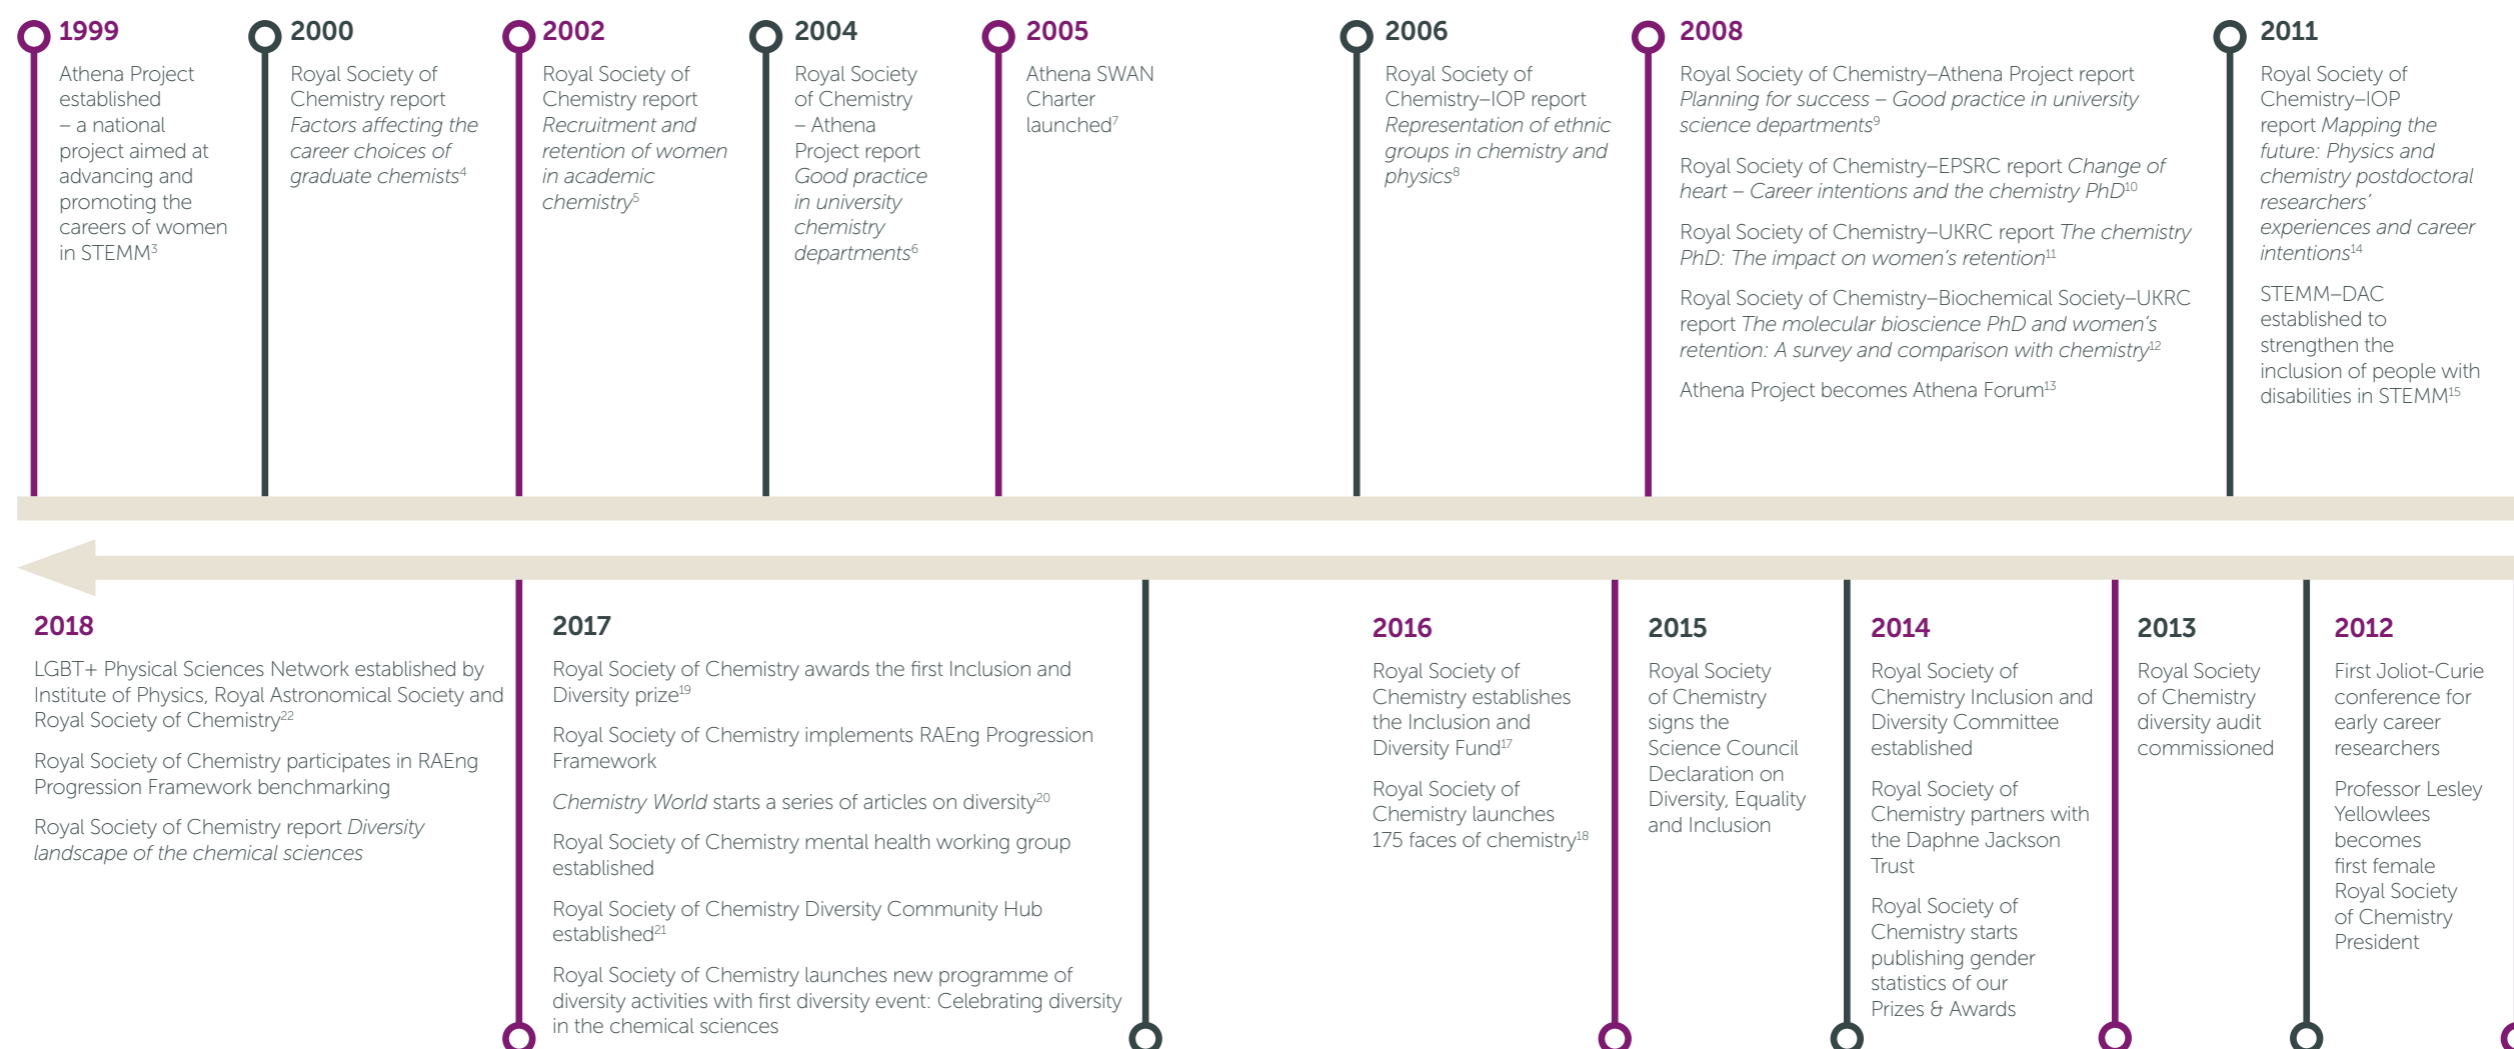 1999
Athena Project
established
– a national
project aimed at
advancing and
promoting the
careers of women
in STEMM3
2000
Royal Society of
Chemistry report
Factors affecting the
career choices of
graduate chemists4
2002
Royal Society of
Chemistry report
Recruitment and
retention of women
in academic
chemistry5
2004
Royal Society
of Chemistry
– Athena
Project report
Good practice
in university
chemistry
departments6
2005
Athena SWAN
Charter
launched7
2006
Royal Society of
Chemistry–IOP report
Representation of ethnic
groups in chemistry and
physics8
2008
Royal Society of Chemistry–Athena Project report
Planning for success – Good practice in university
science departments9
Royal Society of Chemistry–EPSRC report Change of
heart – Career intentions and the chemistry PhD10
Royal Society of Chemistry–UKRC report The chemistry
PhD: The impact on women’s retention11
Royal Society of Chemistry–Biochemical Society–UKRC
report The molecular bioscience PhD and women’s
retention: A survey and comparison with chemistry12
Athena Project becomes Athena Forum13
2011
Royal Society of
Chemistry–IOP
report Mapping the
future: Physics and
chemistry postdoctoral
researchers’
experiences and career
intentions14
STEMM–DAC
established to
strengthen the
inclusion of people with
disabilities in STEMM15
2018
LGBT+ Physical Sciences Network established by
Institute of Physics, Royal Astronomical Society and
Royal Society of Chemistry22
Royal Society of Chemistry participates in RAEng
Progression Framework benchmarking
Royal Society of Chemistry report Diversity
landscape of the chemical sciences
2017
Royal Society of Chemistry awards the first Inclusion and
Diversity prize19
Royal Society of Chemistry implements RAEng Progression
Framework
Chemistry World starts a series of articles on diversity20
Royal Society of Chemistry mental health working group
established
Royal Society of Chemistry Diversity Community Hub
established21
Royal Society of Chemistry launches new programme of
diversity activities with first diversity event: Celebrating diversity
in the chemical sciences
2016
Royal Society of
Chemistry establishes
the Inclusion and
Diversity Fund17
Royal Society of
Chemistry launches
175 faces of chemistry18
2015
Royal Society
of Chemistry
signs the
Science Council
Declaration on
Diversity, Equality
and Inclusion
2014
Royal Society of
Chemistry Inclusion and
Diversity Committee
established
Royal Society of
Chemistry partners with
the Daphne Jackson
Trust
Royal Society of
Chemistry starts
publishing gender
statistics of our
Prizes & Awards
2013
Royal Society
of Chemistry
diversity audit
commissioned
2012
First Joliot-Curie
conference for
early career
researchers
Professor Lesley
Yellowlees
becomes
first female
Royal Society
of Chemistry
President